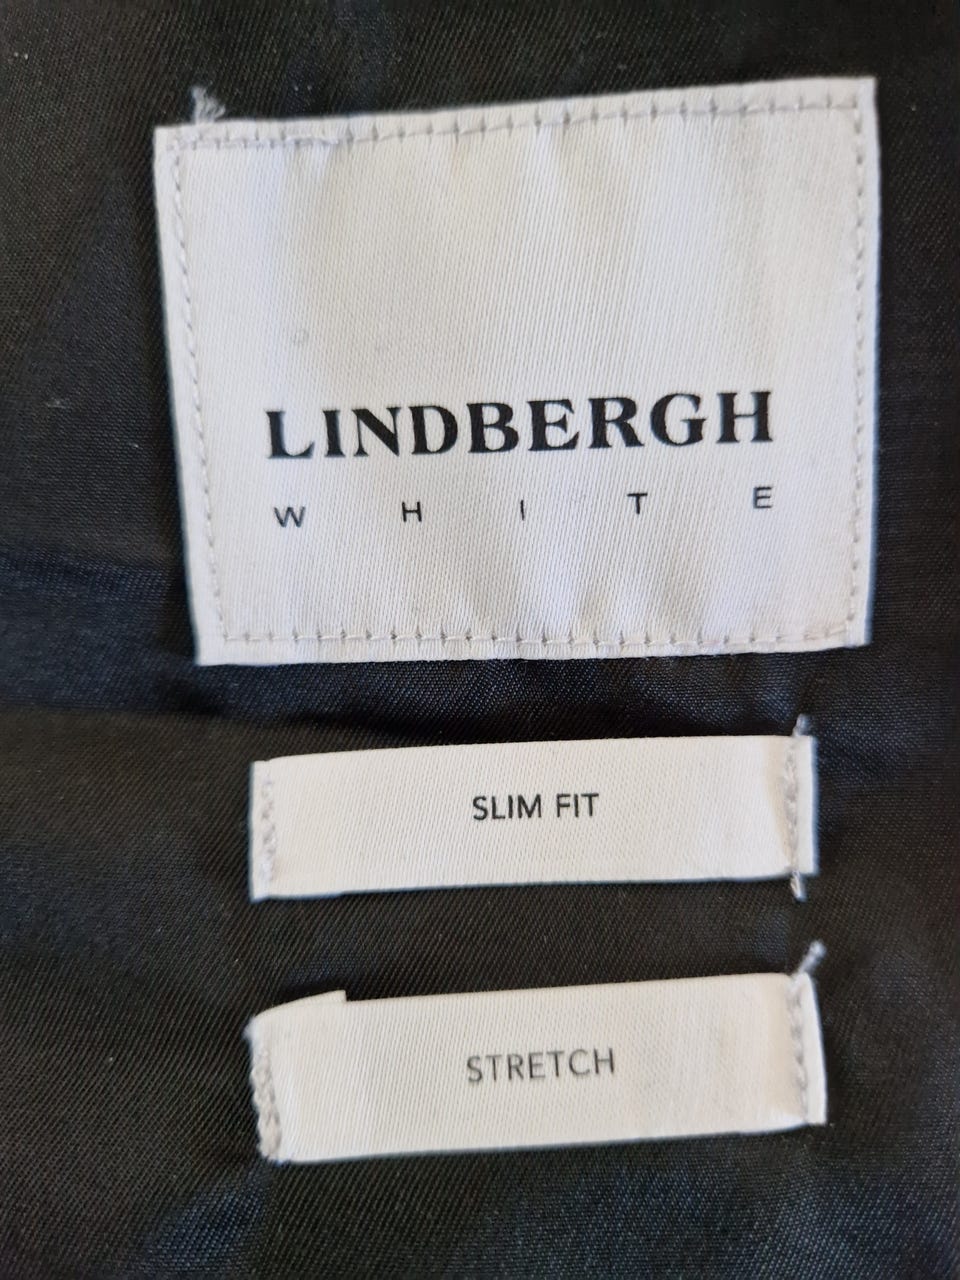 LINDBERGH
WHITE
SLIM FIT
STRETCH